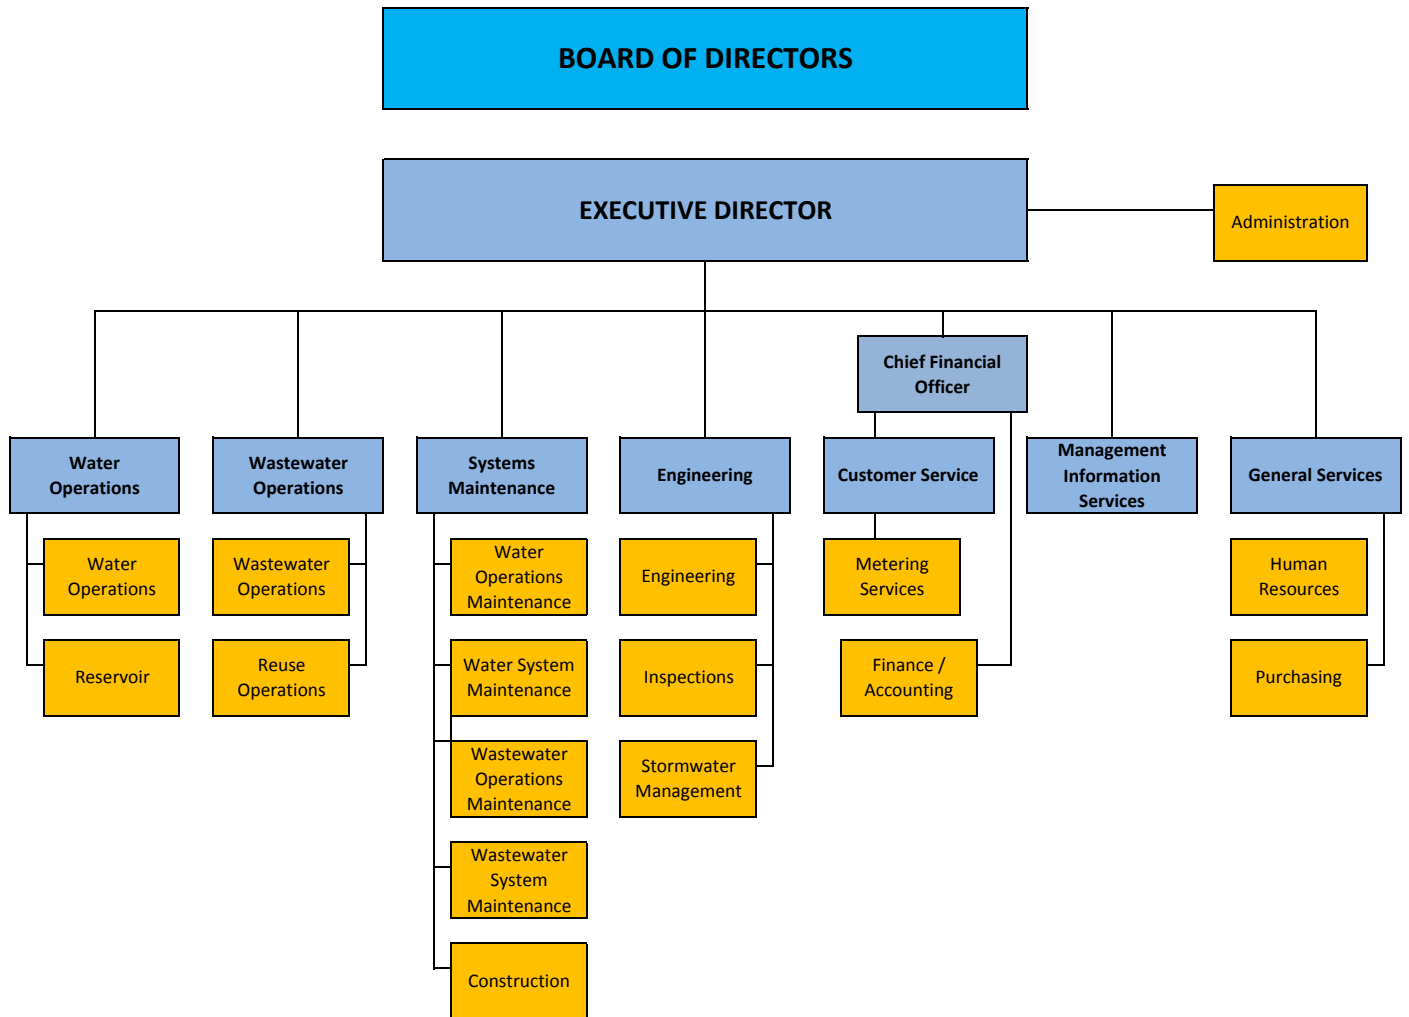 BOARD OF DIRECTORS
EXECUTIVE DIRECTOR
Administration
Chief Financial
Officer
Water
Operations
Wastewater
Operations
Systems
Maintenance
Engineering
Customer Service
Management
Information
Services
General Services
Water
Operations
Wastewater
Operations
Water
Operations
Maintenance
Engineering
Metering
Services
Human
Resources
Reservoir
Reuse
Operations
Water System
Maintenance
Inspections
Finance /
Accounting
Purchasing
Wastewater
Operations
Maintenance
Stormwater
Management
Wastewater
System
Maintenance
Construction